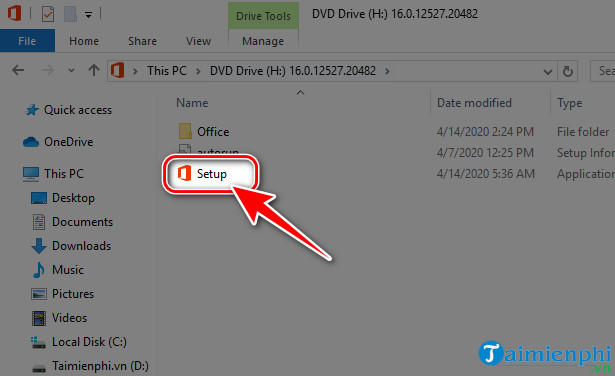 Drive Tools
DVD Drive (H:) 16.0.12527.20482
File
Home
Share
View
Manage
This PC > DVD Drive (H:) 16.0.12527.20482 >
Sea
Name
Date modified
Type
Quick access
OneDrive
This PC
Desktop
Documents
Downloads
Music
Pictures
Videos
Local Disk (C:)
Taimienphi.vn (D:)
Office
4/14/2020 2:24 PM
File folder
autorun
4/7/2020 12:25 PM
Setup Infor
Setup
4/14/2020 5:36 AM
Application
Taimienphi
.vn